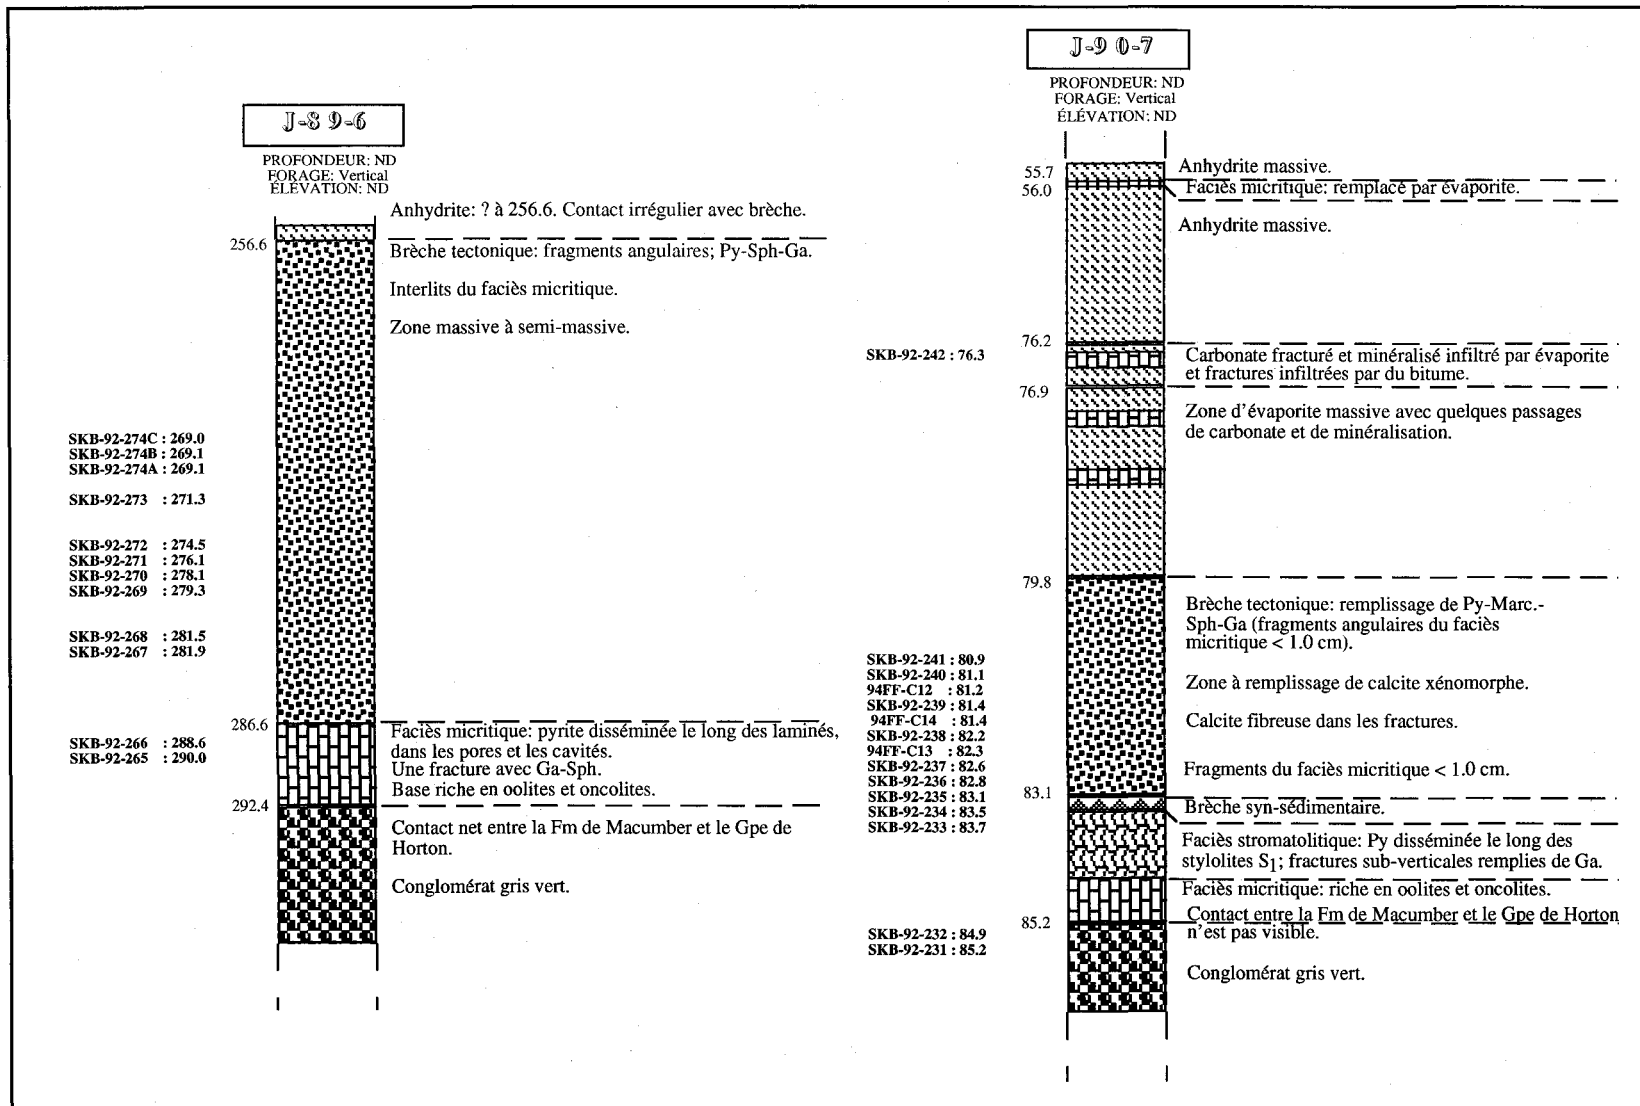 J-89-6
PROFONDEUR: ND
FORAGE: Vertical
ÉLÉVATION: ND
Anhydrite: ? à 256.6. Contact irrégulier avec brèche.
256.6
Brèche tectonique: fragments angulaires; Py-Sph-Ga.
Interlits du faciès micritique.
Zone massive à semi-massive.
SKB-92-274C : 269.0
SKB-92-274B : 269.1
SKB-92-274A : 269.1
SKB-92-273 : 271.3
SKB-92-272 : 274.5
SKB-92-271 : 276.1
SKB-92-270 : 278.1
SKB-92-269 : 279.3
SKB-92-268 : 281.5
SKB-92-267 : 281.9
286.6
Faciès micritique: pyrite disséminée le long des laminés,
dans les pores et les cavités.
Une fracture avec Ga-Sph.
Base riche en oolites et oncolites.
SKB-92-266 : 288.6
SKB-92-265 : 290.0
292.4
Contact net entre la Fm de Macumber et le Gpe de
Horton.
Conglomérat gris vert.
J-90-7
PROFONDEUR: ND
FORAGE: Vertical
ÉLÉVATION: ND
55.7
Anhydrite massive.
56.0
Faciès micritique: remplacé par évaporite.
Anhydrite massive.
76.2
SKB-92-242 : 76.3
Carbonate fracturé et minéralisé infiltré par évaporite
et fractures infiltrées par du bitume.
76.9
Zone d'évaporite massive avec quelques passages
de carbonate et de minéralisation.
79.8
Brèche tectonique: remplissage de Py-Marc.-
Sph-Ga (fragments angulaires du faciès
micritique < 1.0 cm).
Zone à remplissage de calcite xénomorphe.
Calcite fibreuse dans les fractures.
Fragments du faciès micritique < 1.0 cm.
SKB-92-241 : 80.9
SKB-92-240 : 81.1
94FF-C12 : 81.2
SKB-92-239 : 81.4
94FF-C14 : 81.4
SKB-92-238 : 82.2
94FF-C13 : 82.3
SKB-92-237 : 82.6
SKB-92-236 : 82.8
SKB-92-235 : 83.1
SKB-92-234 : 83.5
SKB-92-233 : 83.7
83.1
Brèche syn-sédimentaire.
Faciès stromatolitique: Py disséminée le long des
stylolites S1; fractures sub-verticales remplies de Ga.
Faciès micritique: riche en oolites et oncolites.
85.2
Contact entre la Fm de Macumber et le Gpe de Horton
n'est pas visible.
SKB-92-232 : 84.9
SKB-92-231 : 85.2
Conglomérat gris vert.